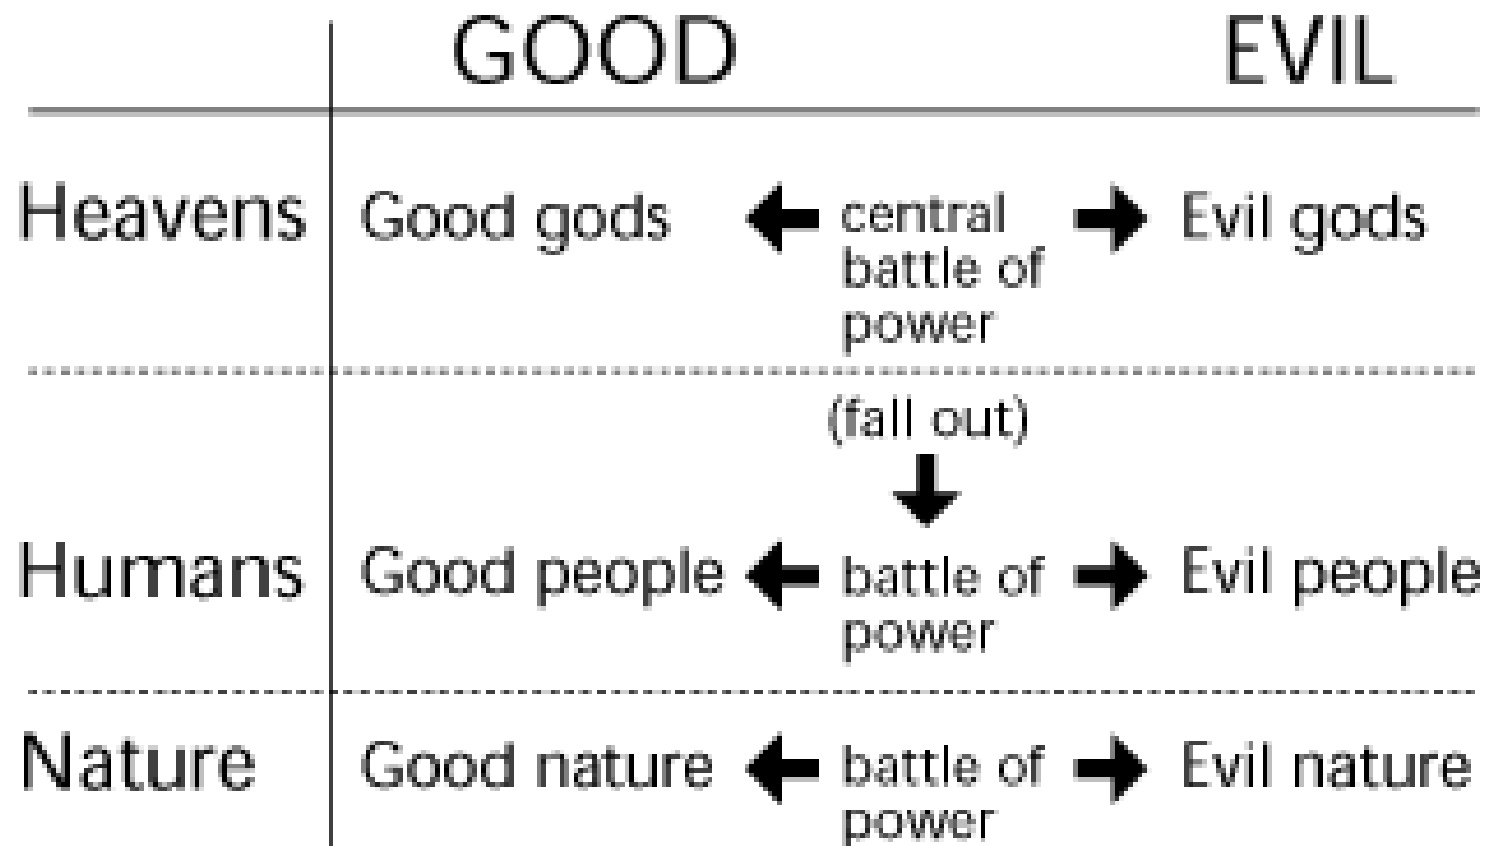 GOOD EVIL
Heavens Good gods central Evil gods
battle of
power
(fall out)
Humans Good people battle of Evil people
power
Nature Good nature battle of Evil nature
power